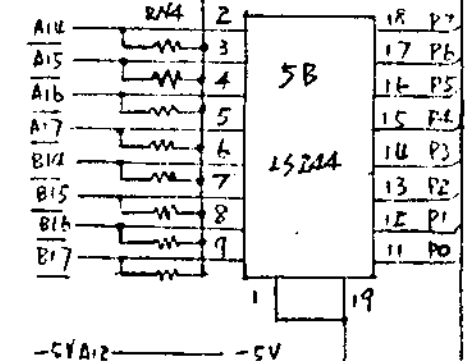 RN4
A14 2 18 P7
A15 3 17 P6
A16 4 5B 16 P5
A17 5 15 P4
B14 6 LS244 14 P3
B15 7 13 P2
B16 8 12 P1
B17 9 11 P0
1 19
-5V A12 -5V